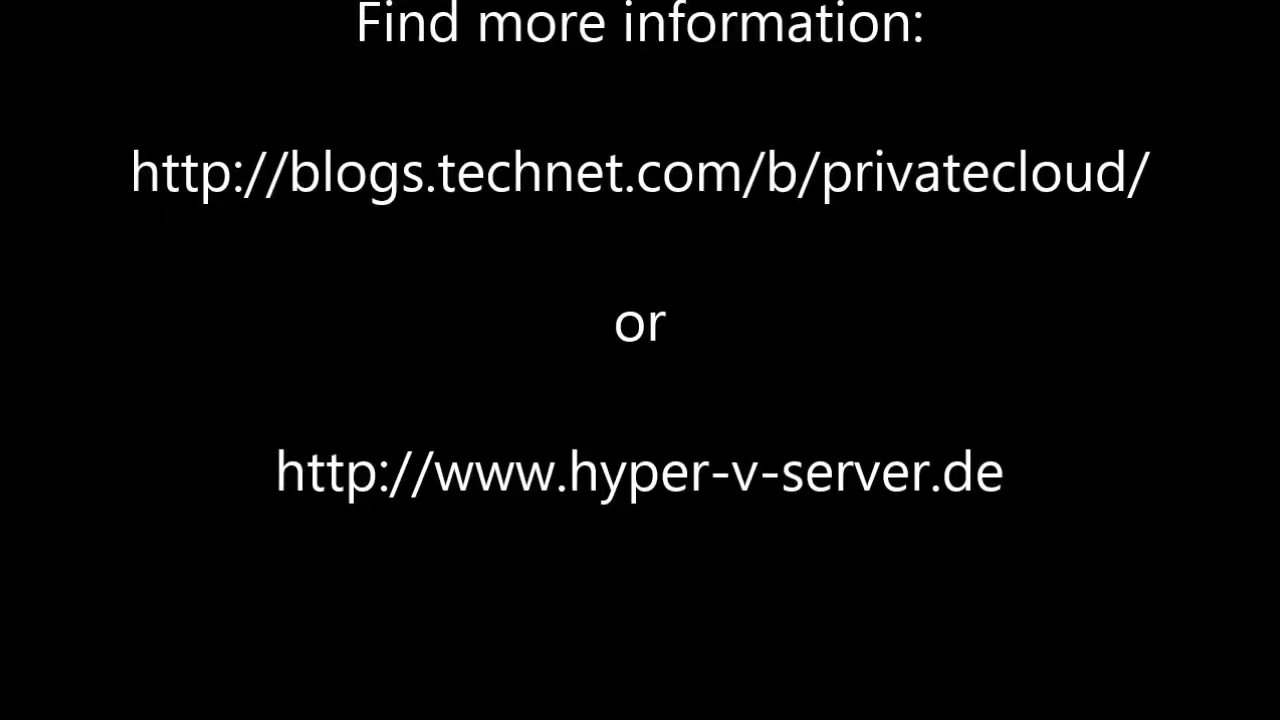 Find more information:
http://blogs.technet.com/b/privatecloud/
or
http://www.hyper-v-server.de